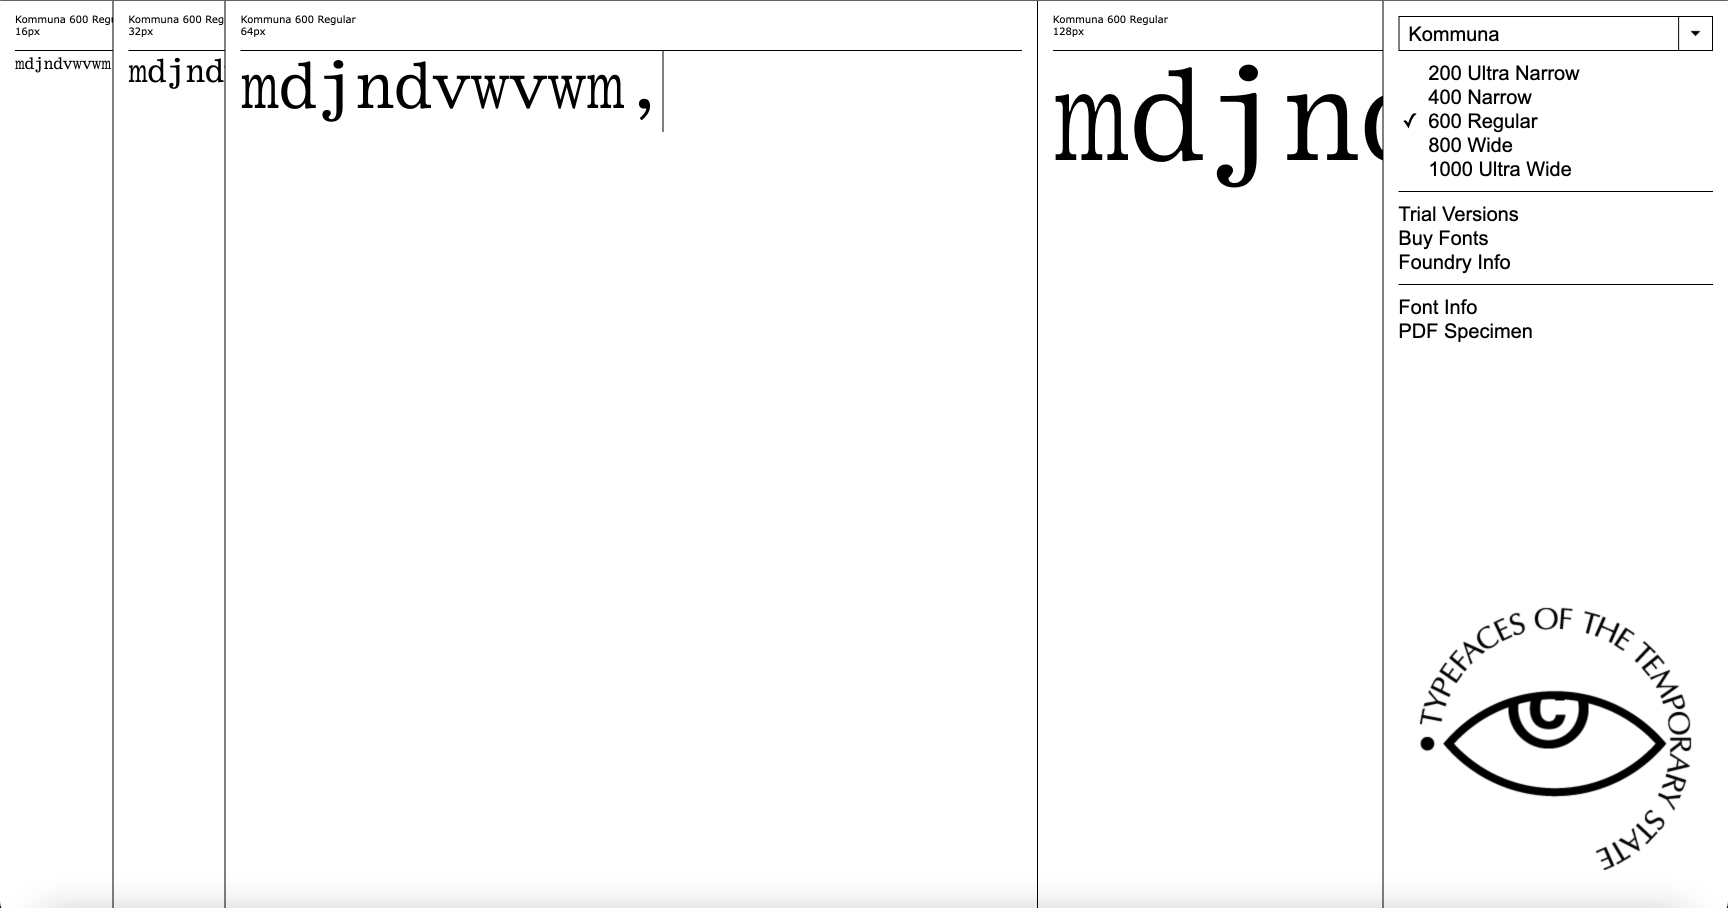 Kommuna 600 Regu
16px
mdjndvwvwm
Kommuna 600 Reg
32px
mdjnd
Kommuna 600 Regular
64px
mdjndvwvwm,
Kommuna 600 Regular
128px
mdjnd
Kommuna
200 Ultra Narrow
400 Narrow
✓ 600 Regular
800 Wide
1000 Ultra Wide
Trial Versions
Buy Fonts
Foundry Info
Font Info
PDF Specimen
• TYPEFACES OF THE TEMPORARY STATE
C